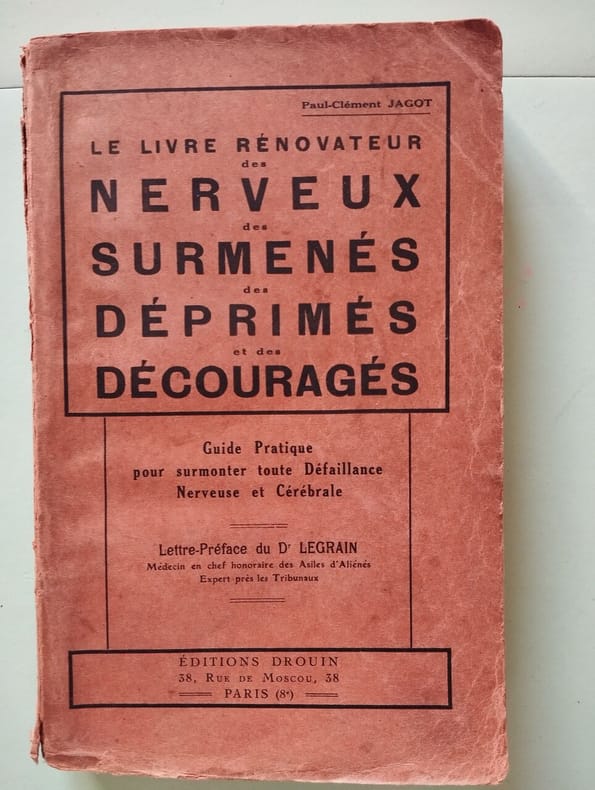 Paul-Clément JAGOT
LE LIVRE RÉNOVATEUR
des
NERVEUX
des
SURMENÉS
des
DÉPRIMÉS
et des
DÉCOURAGÉS
Guide Pratique
pour surmonter toute Défaillance
Nerveuse et Cérébrale
Lettre-Préface du Dr LEGRAIN
Médecin en chef honoraire des Asiles d'Aliénés
Expert près les Tribunaux
ÉDITIONS DROUIN
38, RUE DE MOSCOU, 38
PARIS (8e)